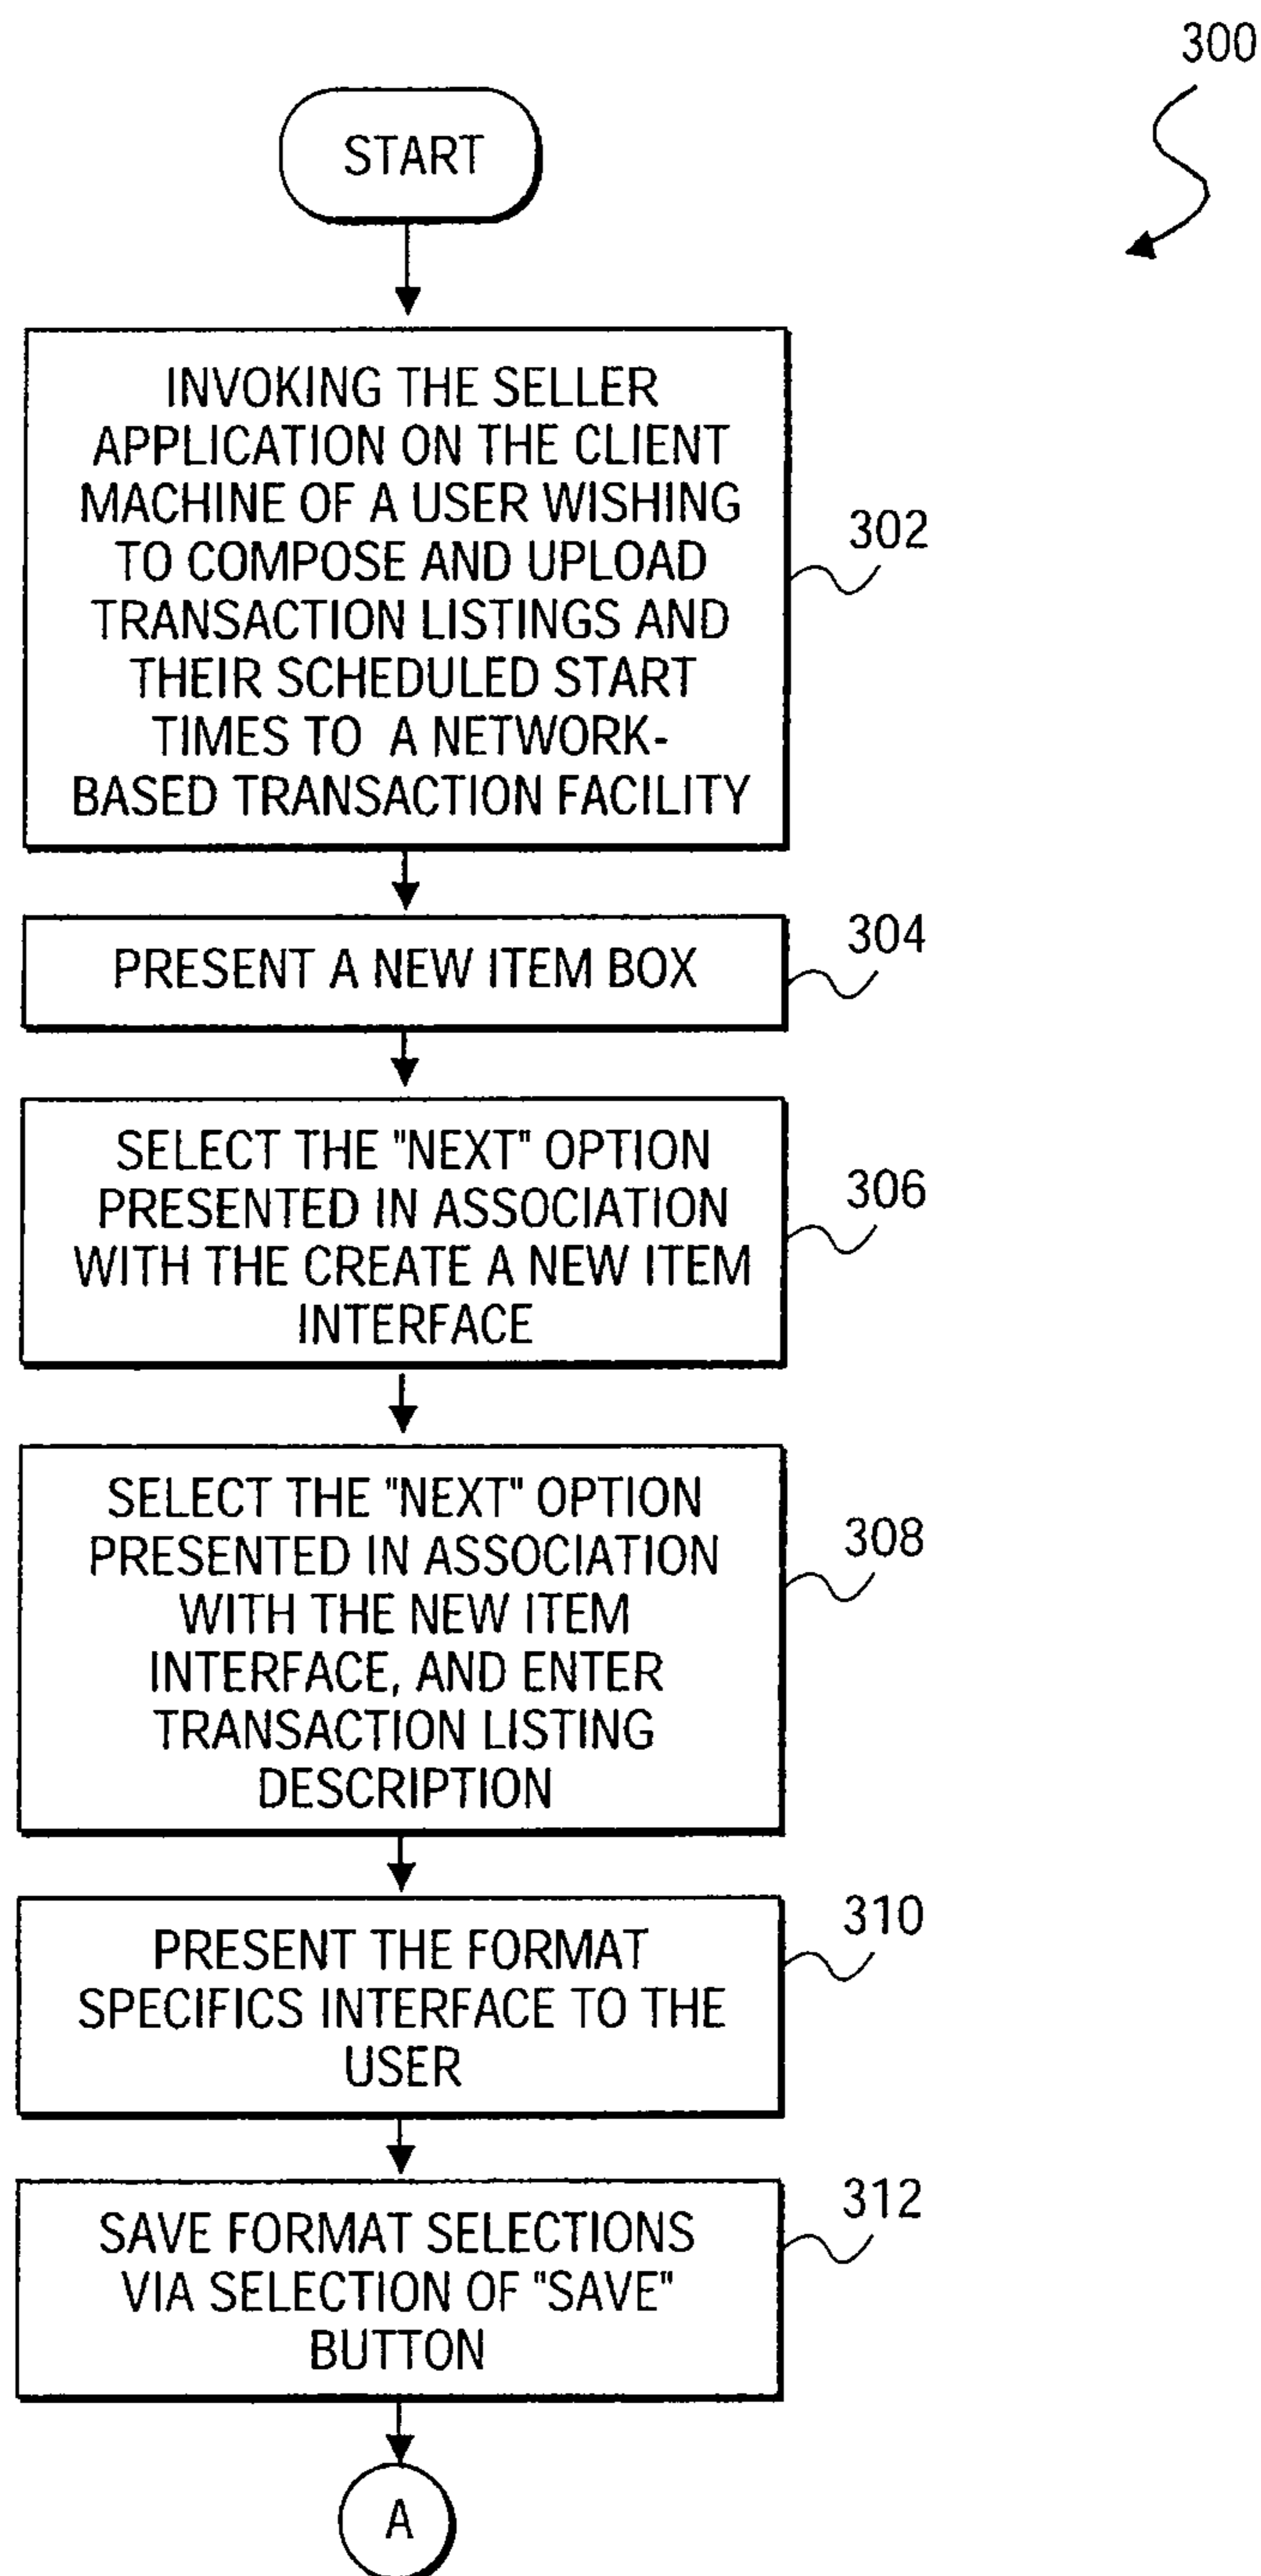 300
START
INVOKING THE SELLER
APPLICATION ON THE CLIENT
MACHINE OF A USER WISHING
TO COMPOSE AND UPLOAD
TRANSACTION LISTINGS AND
THEIR SCHEDULED START
TIMES TO A NETWORK-
BASED TRANSACTION FACILITY
302
PRESENT A NEW ITEM BOX
304
SELECT THE "NEXT" OPTION
PRESENTED IN ASSOCIATION
WITH THE CREATE A NEW ITEM
INTERFACE
306
SELECT THE "NEXT" OPTION
PRESENTED IN ASSOCIATION
WITH THE NEW ITEM
INTERFACE, AND ENTER
TRANSACTION LISTING
DESCRIPTION
308
PRESENT THE FORMAT
SPECIFICS INTERFACE TO THE
USER
310
SAVE FORMAT SELECTIONS
VIA SELECTION OF "SAVE"
BUTTON
312
A